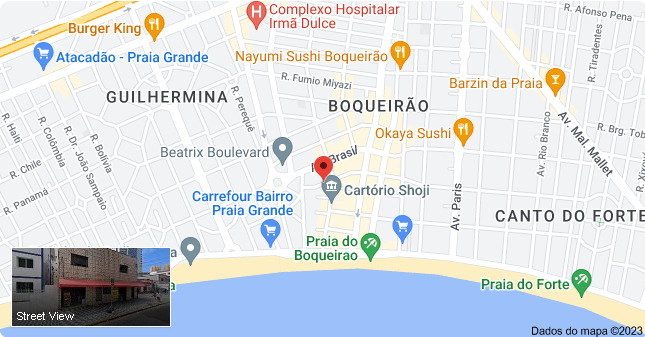 R. Afonso Pena
Complexo Hospitalar
Irmã Dulce
Burger King
R. Tiradentes
Nayumi Sushi Boqueirão
Atacadão - Praia Grande
R. Fumio Miyazi
Barzin da Praia
GUILHERMINA
BOQUEIRÃO
R. Perequê
Av. Mal. Mallet
R. Haiti
R. Colômbia
R. Bolívia
Okaya Sushi
Av. Rio Branco
R. Brg. Tob
R. Dr. João Sampaio
Beatrix Boulevard
Brasil
R. Chile
R. Xixová
R. Panamá
Carrefour Bairro
Praia Grande
Cartório Shoji
Av. Paris
CANTO DO FORTE
Praia do
Boqueirao
Praia do Forte
Street View
Dados do mapa ©2023